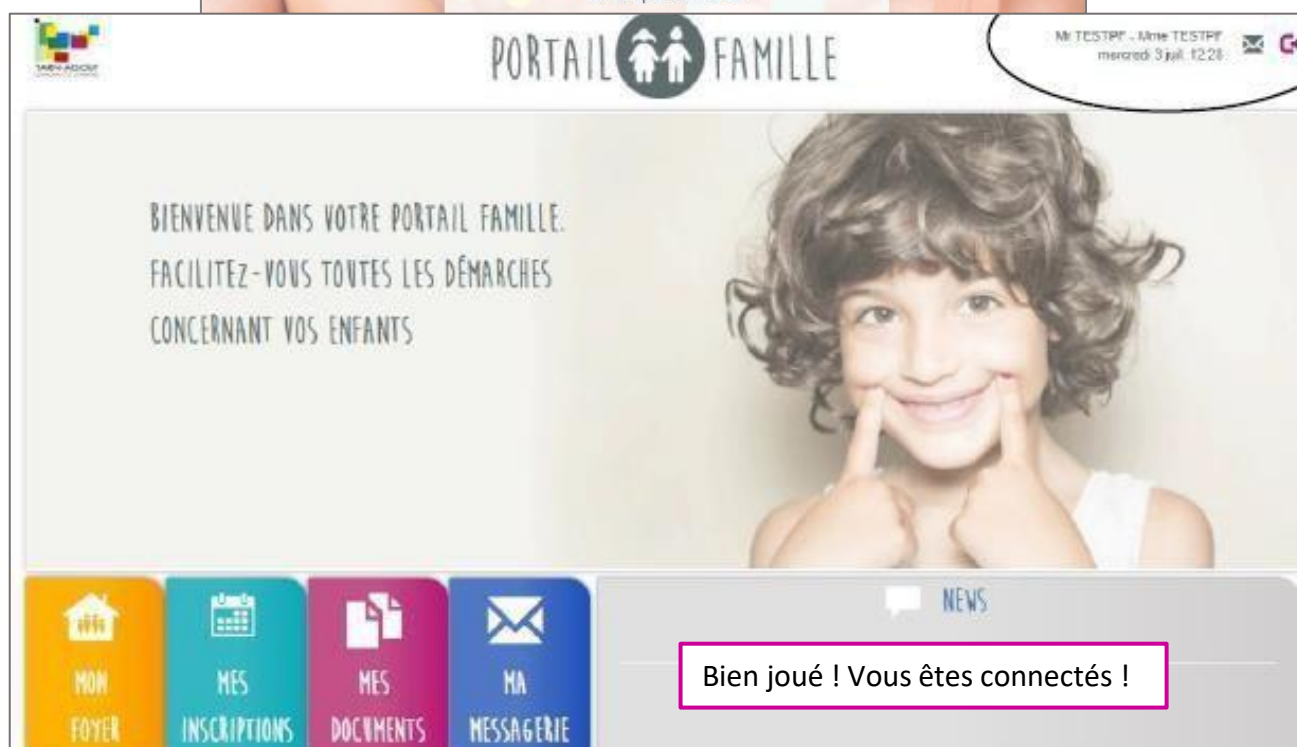 PORTAIL FAMILLE
Mr TESTPF - Mme TESTPF
mercredi 3 juil. 12:28
BIENVENUE DANS VOTRE PORTAIL FAMILLE.
FACILITEZ-VOUS TOUTES LES DÉMARCHES
CONCERNANT VOS ENFANTS
MON
FOYER
MES
INSCRIPTIONS
MES
DOCUMENTS
MA
MESSAGERIE
NEWS
Bien joué ! Vous êtes connectés !